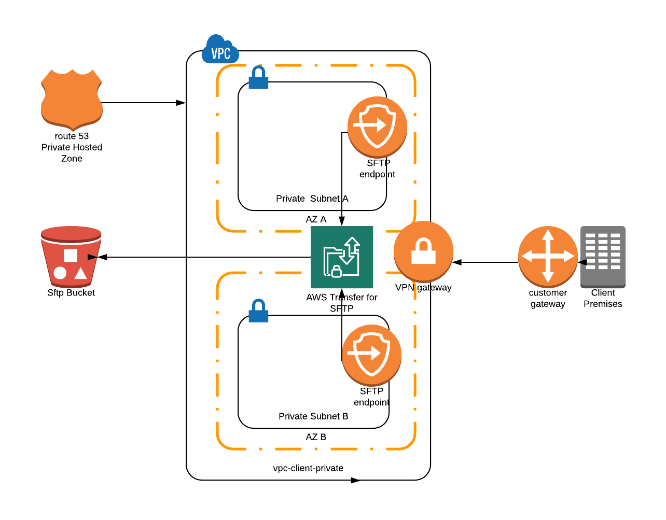 VPC
route 53
Private Hosted
Zone
SFTP
endpoint
Private Subnet A
AZ A
Sftp Bucket
AWS Transfer for
SFTP
VPN gateway
customer
gateway
Client
Premises
SFTP
endpoint
Private Subnet B
AZ B
vpc-client-private